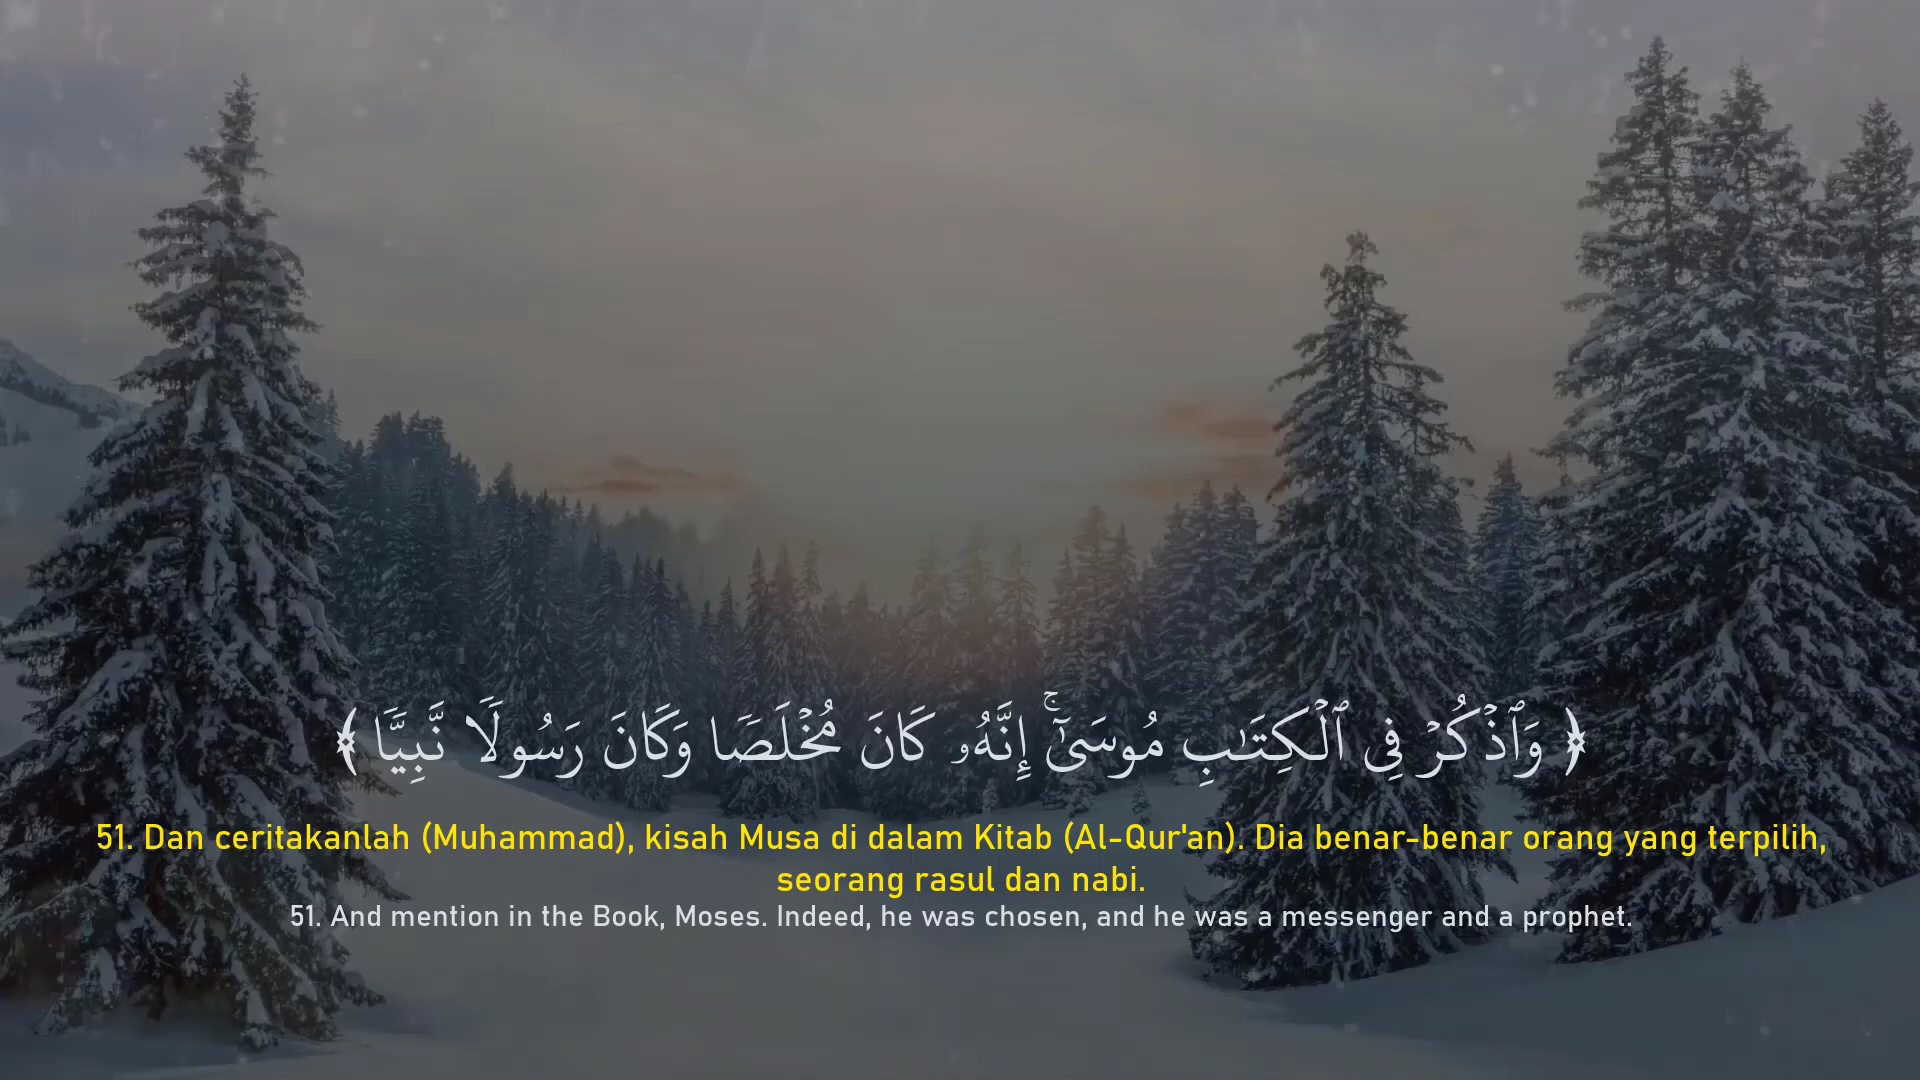 ﴿ وَٱذْكُرْ فِى ٱلْكِتَٰبِ مُوسَىٰٓۚ إِنَّهُۥ كَانَ مُخْلَصًا وَكَانَ رَسُولًا نَّبِيًّا ﴾
51. Dan ceritakanlah (Muhammad), kisah Musa di dalam Kitab (Al-Qur'an). Dia benar-benar orang yang terpilih,
seorang rasul dan nabi.
51. And mention in the Book, Moses. Indeed, he was chosen, and he was a messenger and a prophet.